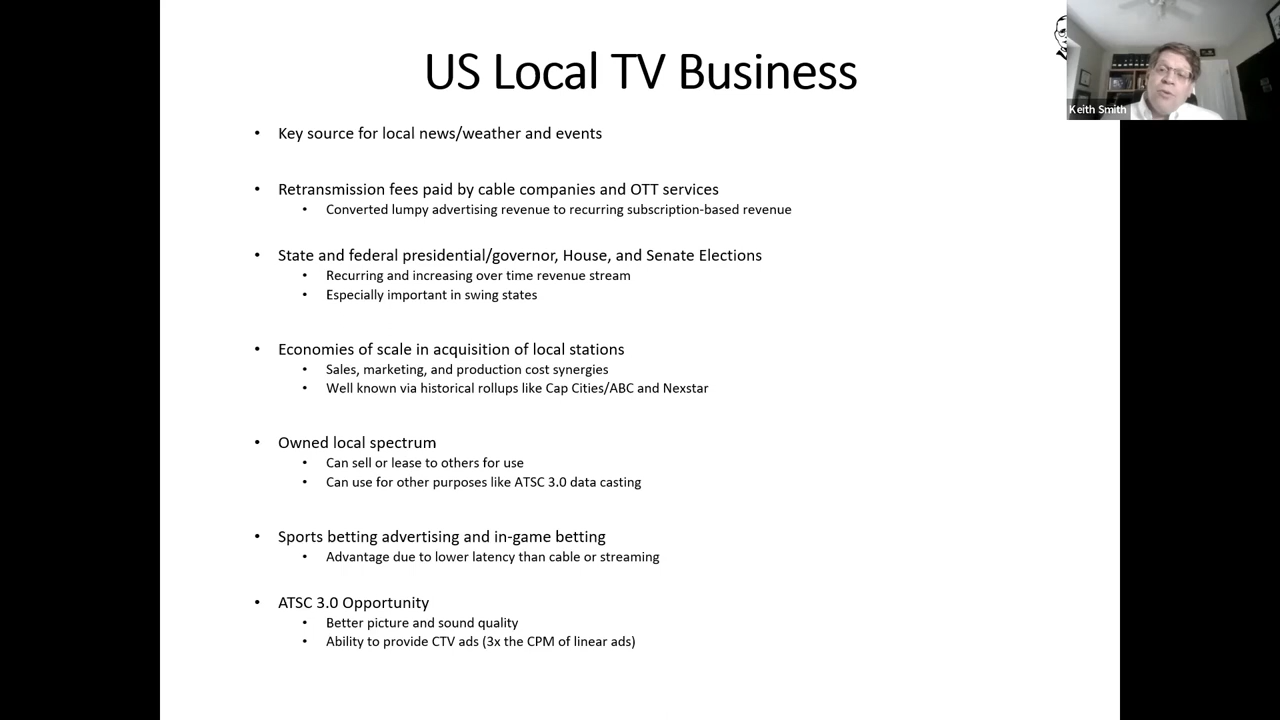 US Local TV Business
Keith Smith
• Key source for local news/weather and events
• Retransmission fees paid by cable companies and OTT services
• Converted lumpy advertising revenue to recurring subscription-based revenue
• State and federal presidential/governor, House, and Senate Elections
• Recurring and increasing over time revenue stream
• Especially important in swing states
• Economies of scale in acquisition of local stations
• Sales, marketing, and production cost synergies
• Well known via historical rollups like Cap Cities/ABC and Nexstar
• Owned local spectrum
• Can sell or lease to others for use
• Can use for other purposes like ATSC 3.0 data casting
• Sports betting advertising and in-game betting
• Advantage due to lower latency than cable or streaming
• ATSC 3.0 Opportunity
• Better picture and sound quality
• Ability to provide CTV ads (3x the CPM of linear ads)